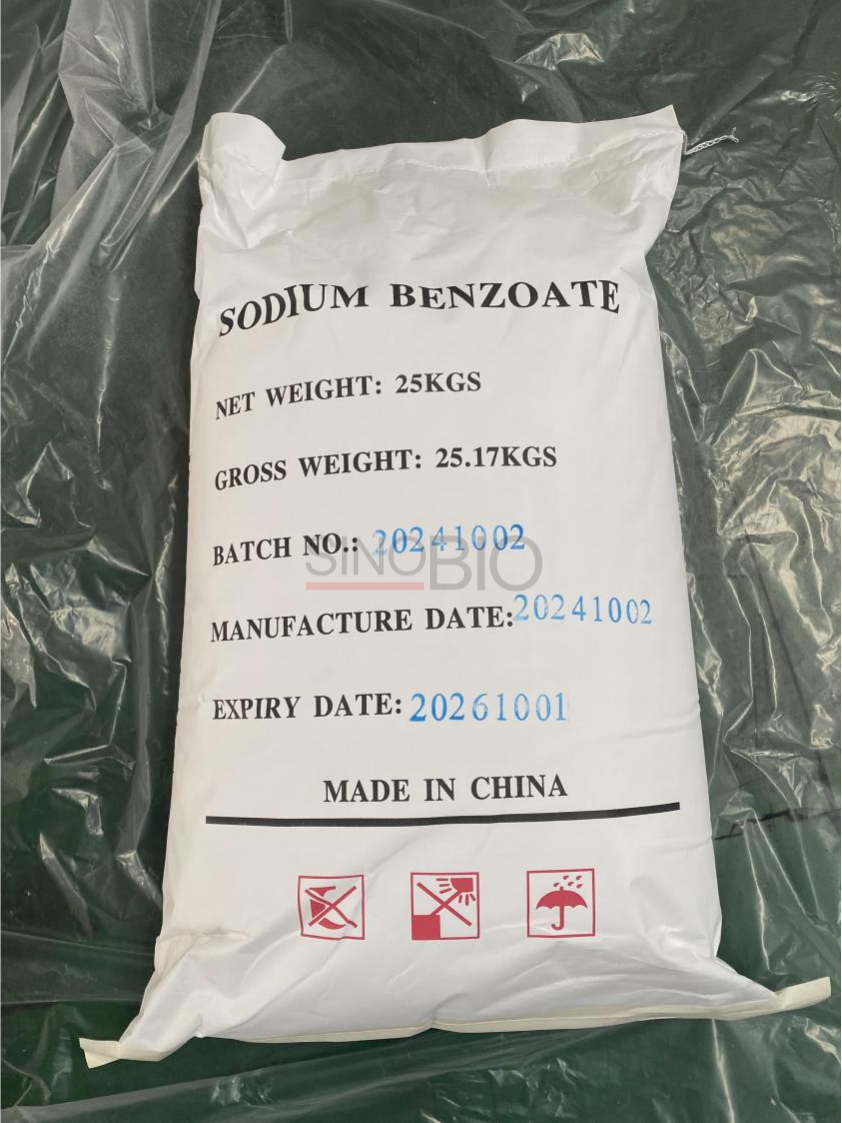 SODIUM BENZOATE
NET WEIGHT: 25KGS
GROSS WEIGHT: 25.17KGS
BATCH NO.: 20241002
SINOBIO
MANUFACTURE DATE:20241002
EXPIRY DATE: 20261001
MADE IN CHINA